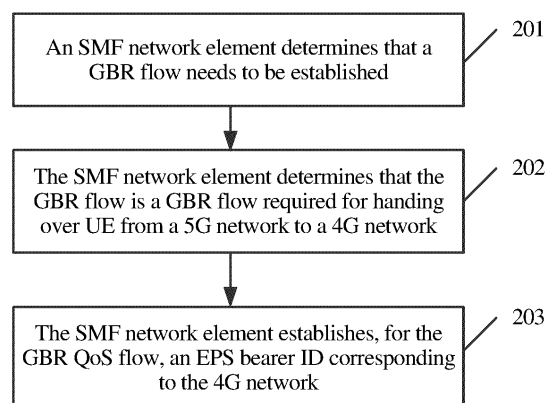 An SMF network element determines that a
GBR flow needs to be established
201
The SMF network element determines that the
GBR flow is a GBR flow required for handing
over UE from a 5G network to a 4G network
202
The SMF network element establishes, for the
GBR QoS flow, an EPS bearer ID corresponding
to the 4G network
203